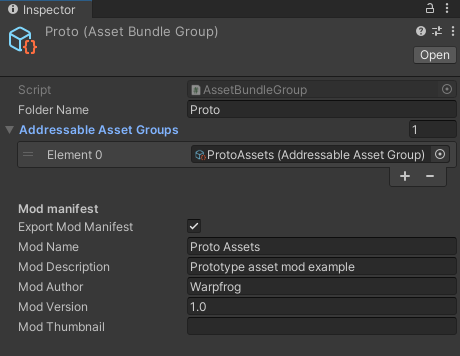 Inspector
Proto (Asset Bundle Group)
Open
Script AssetBundleGroup
Folder Name Proto
Addressable Asset Groups 1
Element 0 ProtoAssets (Addressable Asset Group)
Mod manifest
Export Mod Manifest
Mod Name Proto Assets
Mod Description Prototype asset mod example
Mod Author Warpfrog
Mod Version 1.0
Mod Thumbnail